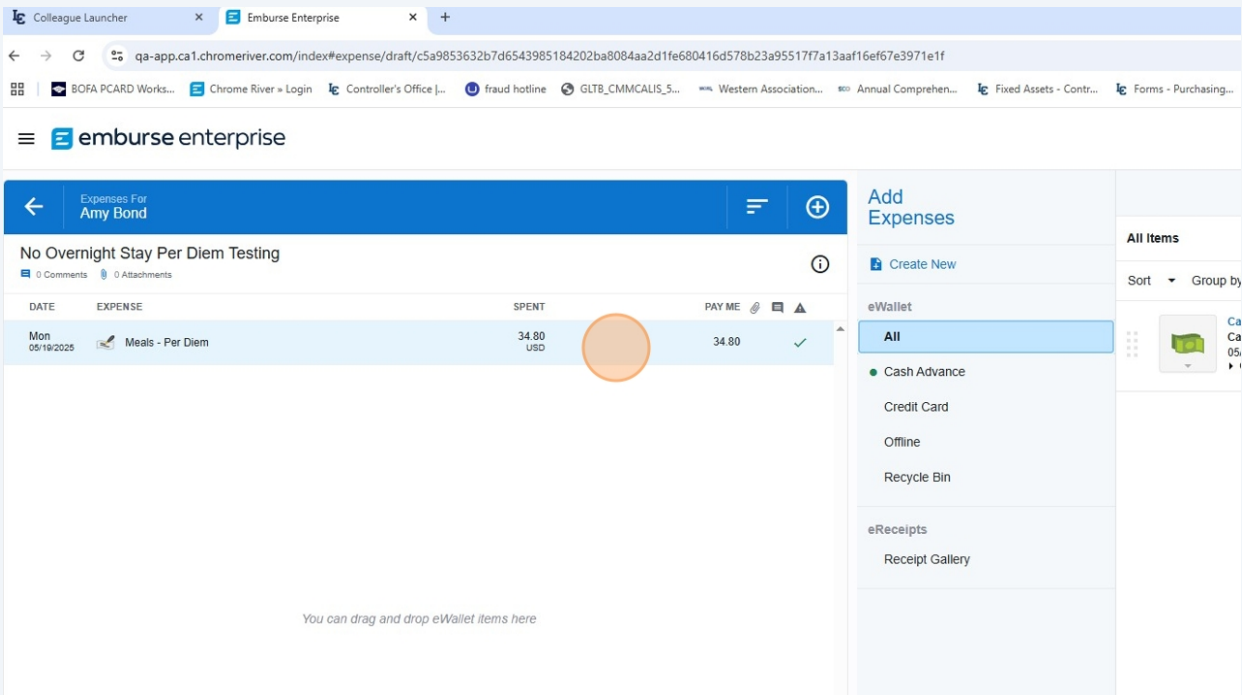 Colleague Launcher
Emburse Enterprise
qa-app.ca1.chromeriver.com/index#expense/draft/c5a9853632b7d6543985184202ba8084aa2d1fe680416d578b23a95517f7a13aaf16ef67e3971e1f
BOFA PCARD Works... Chrome River » Login Controller's Office |... fraud hotline GLTB_CMMCALIS_5... Western Association... Annual Comprehen... Fixed Assets - Contr... Forms - Purchasing...
emburse enterprise
Expenses For
Amy Bond
No Overnight Stay Per Diem Testing
0 Comments 0 Attachments
DATE EXPENSE SPENT PAY ME
Mon
05/19/2025
Meals - Per Diem
34.80
USD
34.80
You can drag and drop eWallet items here
Add
Expenses
Create New
eWallet
All
Cash Advance
Credit Card
Offline
Recycle Bin
eReceipts
Receipt Gallery
All Items
Sort Group by
Ca
Ca
05/